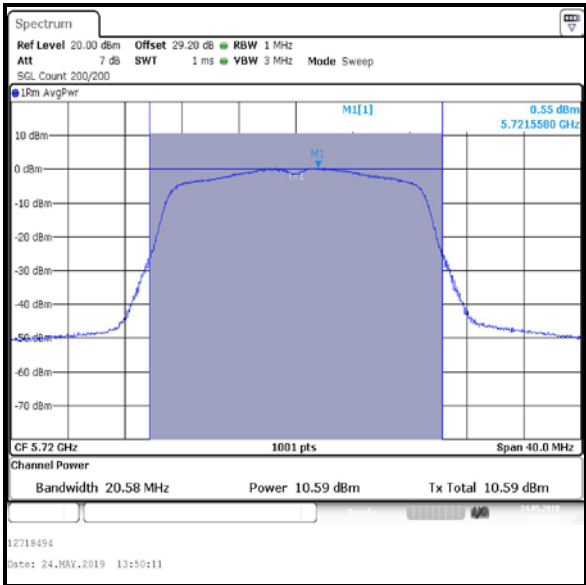 Spectrum
Ref Level 20.00 dBm Offset 29.20 dB RBW 1 MHz
Att 7 dB SWT 1 ms VBW 3 MHz Mode Sweep
SGL Count 200/200
1Rm AvgPwr
M1[1] 0.55 dBm
5.7215580 GHz
10 dBm
M1
0 dBm
-10 dBm
-20 dBm
-30 dBm
-40 dBm
-50 dBm
-60 dBm
-70 dBm
CF 5.72 GHz 1001 pts Span 40.0 MHz
Channel Power
Bandwidth 20.58 MHz Power 10.59 dBm Tx Total 10.59 dBm
Ready 24.05.2019
12718494
Date: 24.MAY.2019 13:50:11